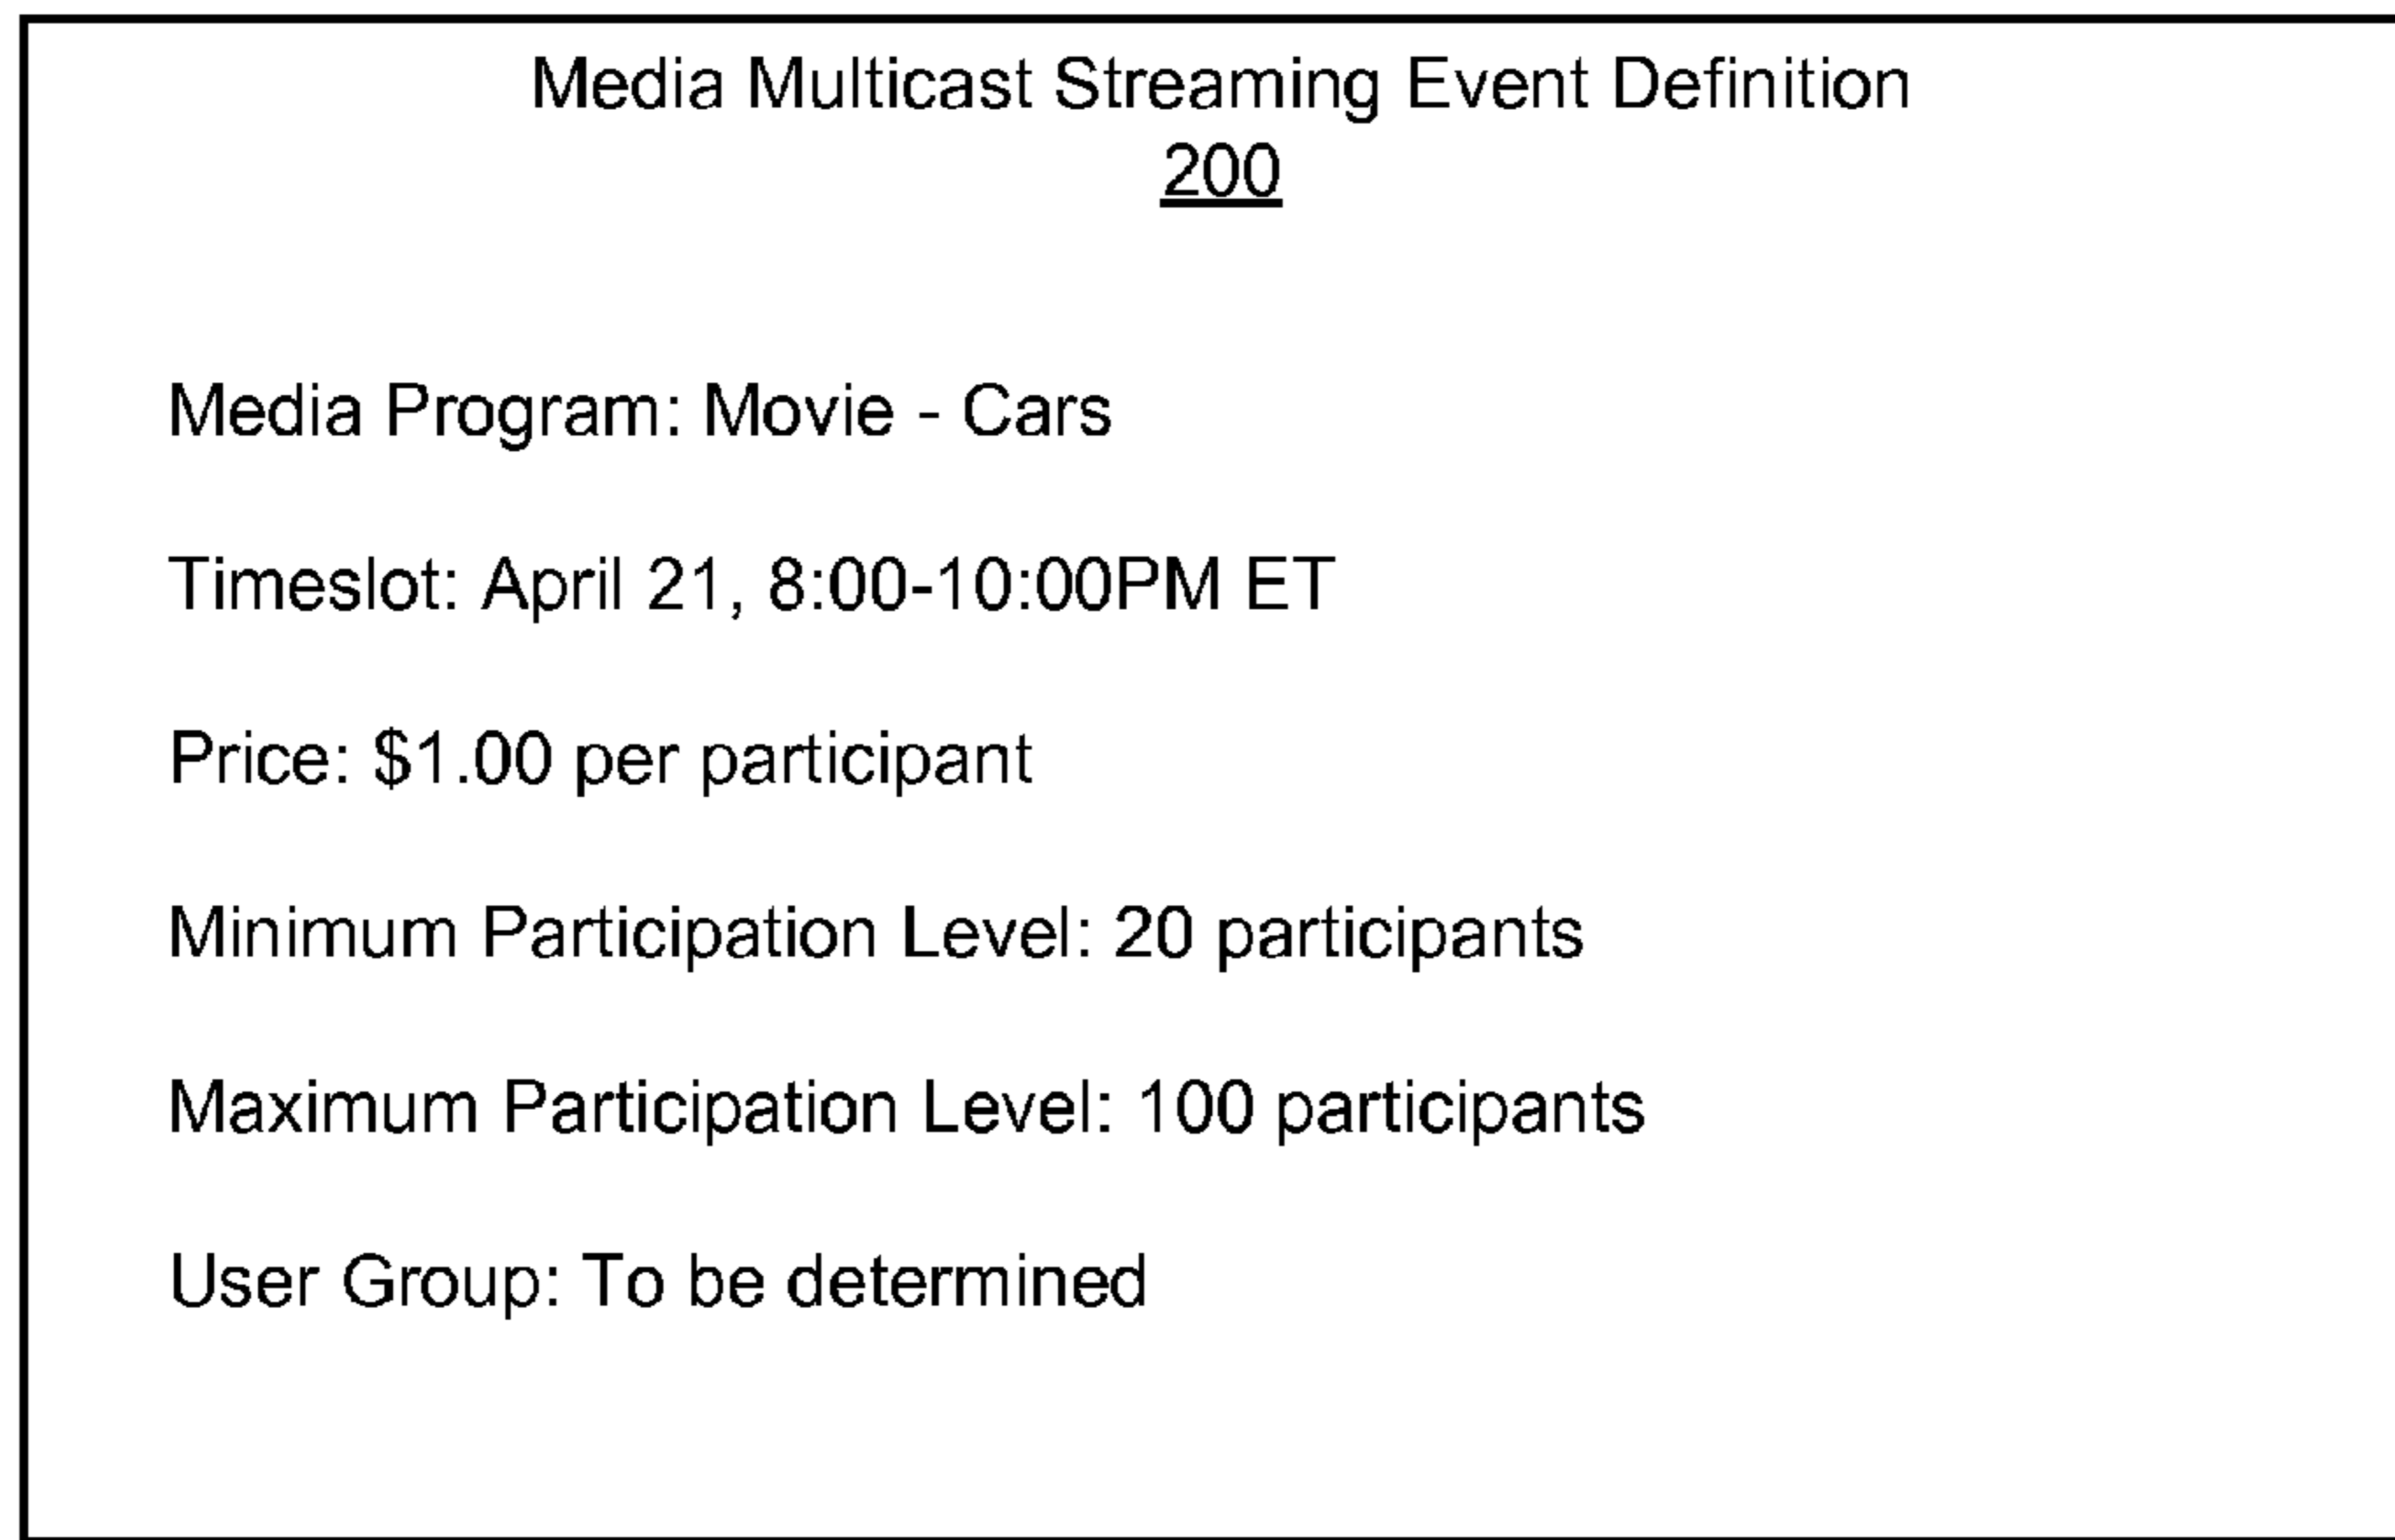 Media Multicast Streaming Event Definition
200
Media Program: Movie - Cars
Timeslot: April 21, 8:00-10:00PM ET
Price: $1.00 per participant
Minimum Participation Level: 20 participants
Maximum Participation Level: 100 participants
User Group: To be determined